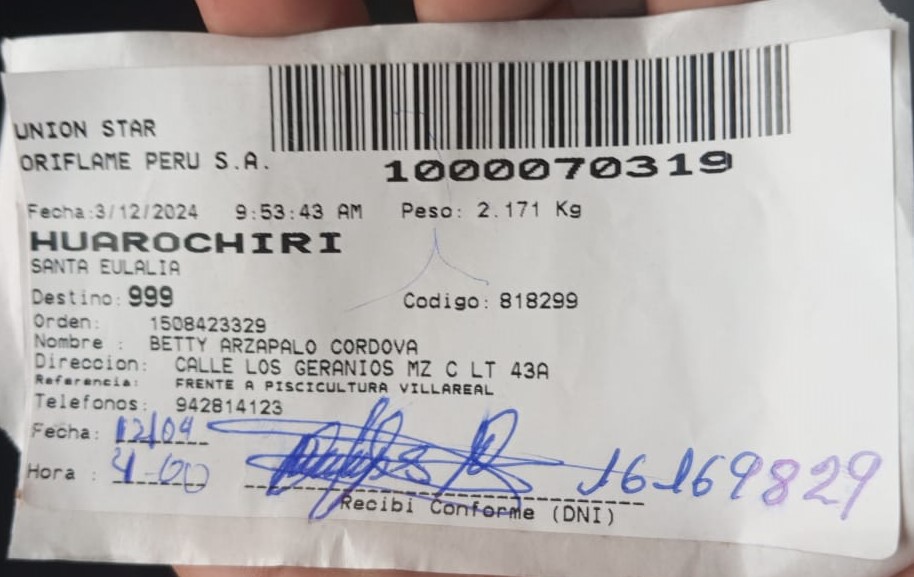 UNION STAR
ORIFLAME PERU S.A.
1000070319
Fecha:3/12/2024 9:53:43 AM Peso: 2.171 Kg
HUAROCHIRI
SANTA EULALIA
Destino: 999 Codigo: 818299
Orden: 1508423329
Nombre : BETTY ARZAPALO CORDOVA
Direccion: CALLE LOS GERANIOS MZ C LT 43A
Referencia: FRENTE A PISCICULTURA VILLAREAL
Telefonos: 942814123
Fecha: 12/04
Hora : 4-00 16169829
Recibi Conforme (DNI)